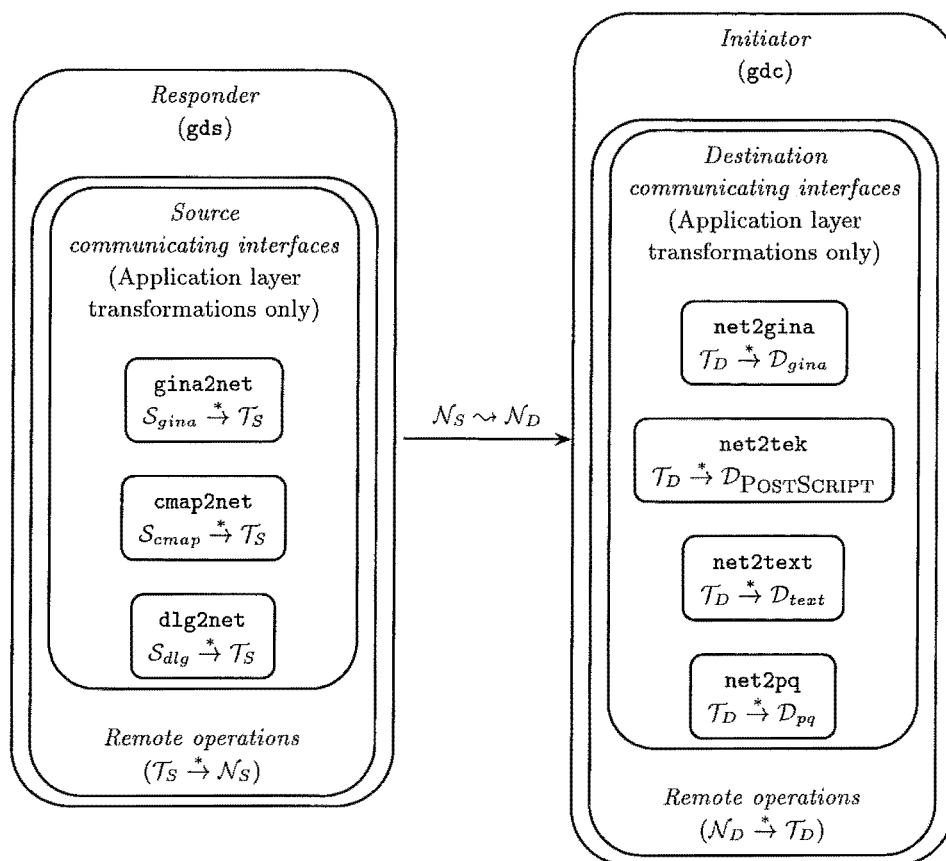 Responder
(gds)
Source
communicating interfaces
(Application layer
transformations only)
gina2net
𝒮_gina →* 𝒯_S
cmap2net
𝒮_cmap →* 𝒯_S
dlg2net
𝒮_dlg →* 𝒯_S
Remote operations
(𝒯_S →* 𝒩_S)
𝒩_S ⇝ 𝒩_D
Initiator
(gdc)
Destination
communicating interfaces
(Application layer
transformations only)
net2gina
𝒯_D →* 𝒟_gina
net2tek
𝒯_D →* 𝒟_POSTSCRIPT
net2text
𝒯_D →* 𝒟_text
net2pq
𝒯_D →* 𝒟_pq
Remote operations
(𝒩_D →* 𝒯_D)